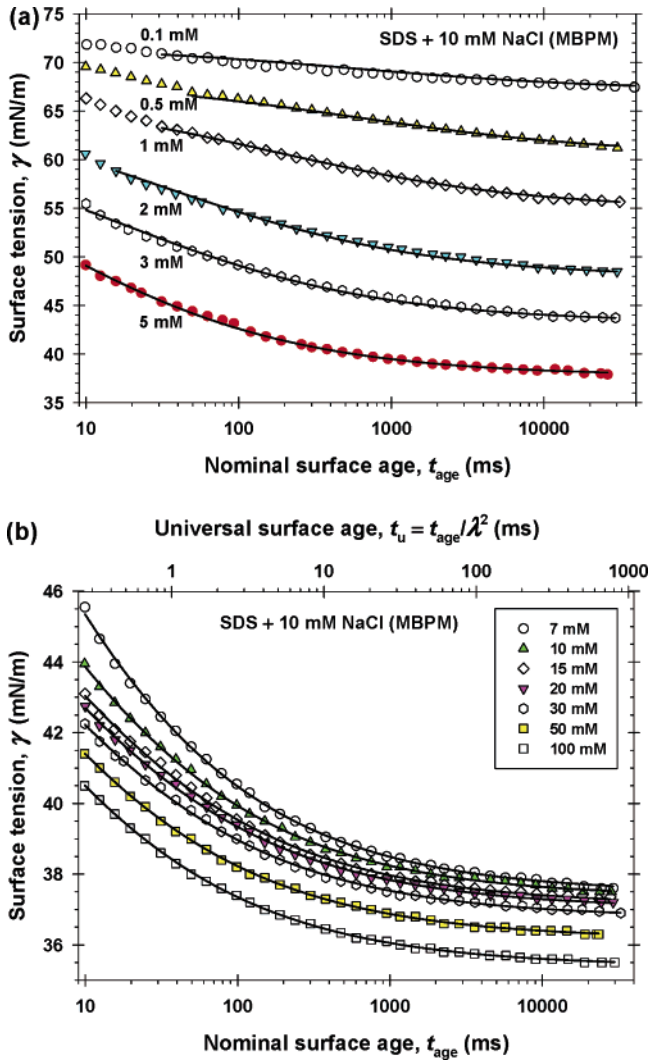 (a)
75
70
65
60
55
50
45
40
35
Surface tension, γ (mN/m)
SDS + 10 mM NaCl (MBPM)
0.1 mM
0.5 mM
1 mM
2 mM
3 mM
5 mM
10 100 1000 10000
Nominal surface age, t_age (ms)
(b)
Universal surface age, t_u = t_age/λ² (ms)
1 10 100 1000
46
44
42
40
38
36
Surface tension, γ (mN/m)
SDS + 10 mM NaCl (MBPM)
7 mM
10 mM
15 mM
20 mM
30 mM
50 mM
100 mM
10 100 1000 10000
Nominal surface age, t_age (ms)